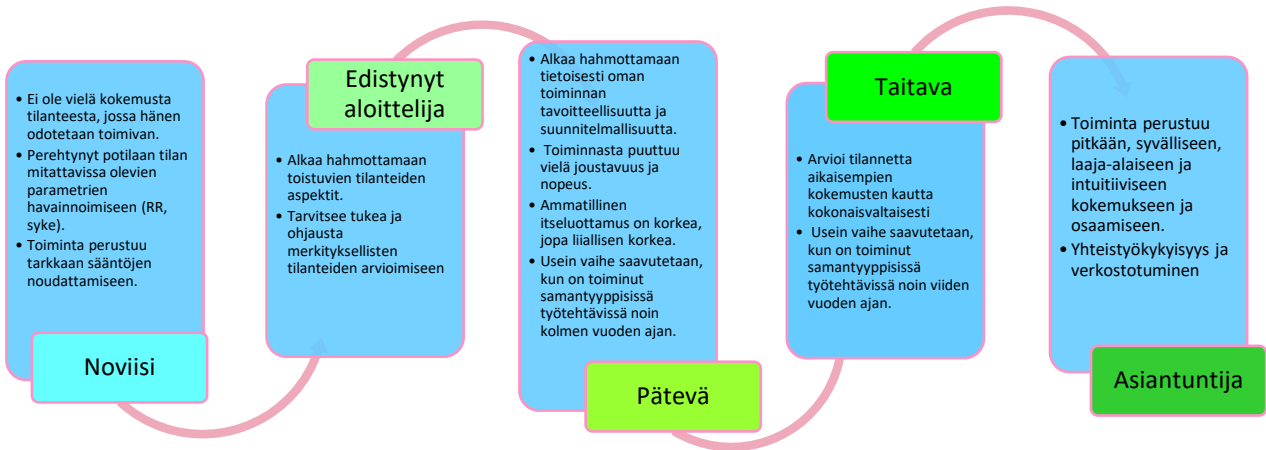 • Ei ole vielä kokemusta
tilanteesta, jossa hänen
odotetaan toimivan.
• Perehtynyt potilaan tilan
mitattavissa olevien
parametrien
havainnoimiseen (RR,
syke).
• Toiminta perustuu
tarkkaan sääntöjen
noudattamiseen.
Noviisi
Edistynyt
aloittelija
• Alkaa hahmottamaan
toistuvien tilanteiden
aspektit.
• Tarvitsee tukea ja
ohjausta
merkityksellisten
tilanteiden arvioimiseen
• Alkaa hahmottamaan
tietoisesti oman
toiminnan
tavoitteellisuutta ja
suunnitelmallisuutta.
• Toiminnasta puuttuu
vielä joustavuus ja
nopeus.
• Ammatillinen
itseluottamus on korkea,
jopa liiallisen korkea.
• Usein vaihe saavutetaan,
kun on toiminut
samantyyppisissä
työtehtävissä noin
kolmen vuoden ajan.
Pätevä
Taitava
• Arvioi tilannetta
aikaisempien
kokemusten kautta
kokonaisvaltaisesti
• Usein vaihe saavutetaan,
kun on toiminut
samantyyppisissä
työtehtävissä noin viiden
vuoden ajan.
• Toiminta perustuu
pitkään, syvälliseen,
laaja-alaiseen ja
intuitiiviseen
kokemukseen ja
osaamiseen.
• Yhteistyökykyisyys ja
verkostotuminen
Asiantuntija